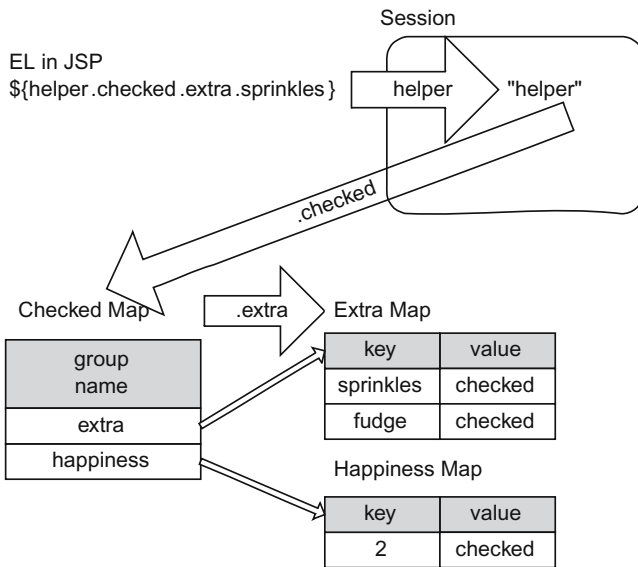 Session
EL in JSP
${helper.checked.extra.sprinkles}
helper
"helper"
.checked
Checked Map
.extra
Extra Map
group
name
extra
happiness
key value
sprinkles checked
fudge checked
Happiness Map
key value
2 checked